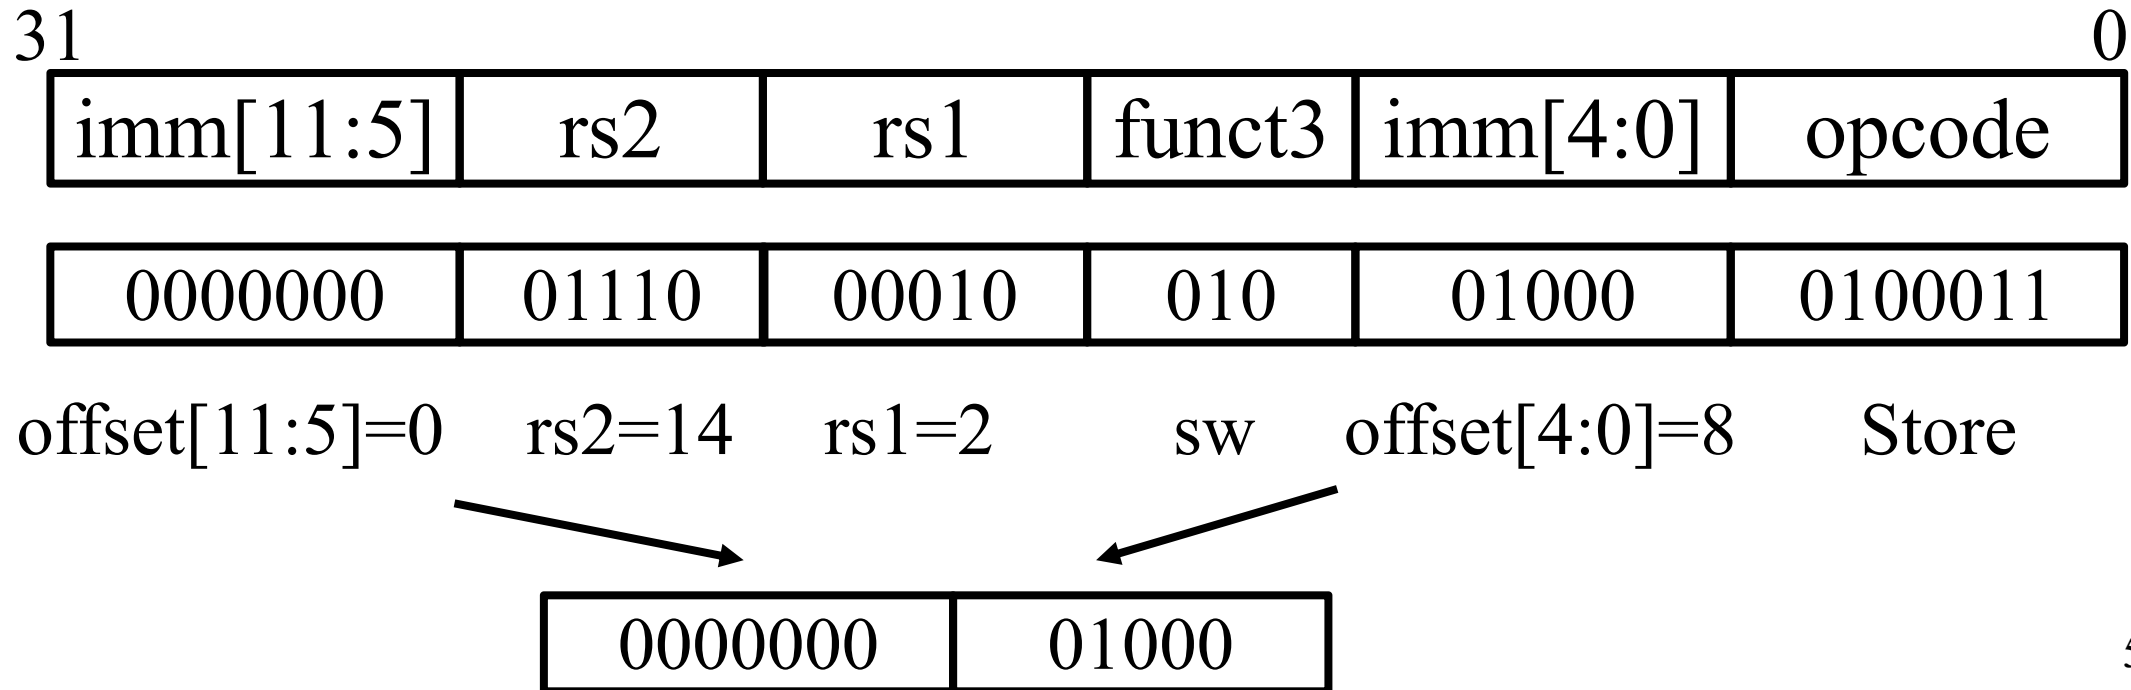 31 0
imm[11:5] rs2 rs1 funct3 imm[4:0] opcode
0000000 01110 00010 010 01000 0100011
offset[11:5]=0 rs2=14 rs1=2 sw offset[4:0]=8 Store
0000000 01000